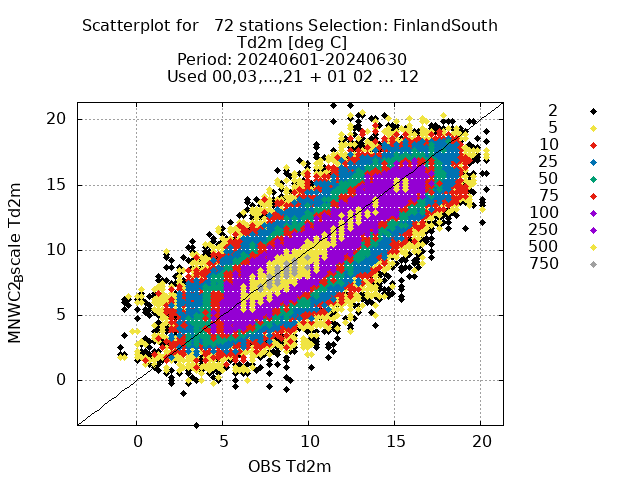 Scatterplot for   72 stations Selection: FinlandSouth
Td2m [deg C]
Period: 20240601-20240630
Used 00,03,...,21 + 01 02 ... 12
2
5
10
25
50
75
100
250
500
750
20
15
10
5
0
MNWC2.gscale Td2m
0 5 10 15 20
OBS Td2m